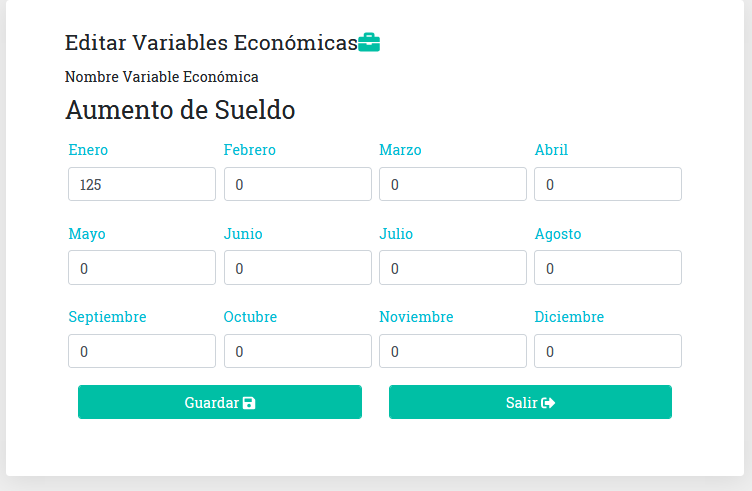 Editar Variables Económicas
Nombre Variable Económica
Aumento de Sueldo
Enero Febrero Marzo Abril
125 0 0 0
Mayo Junio Julio Agosto
0 0 0 0
Septiembre Octubre Noviembre Diciembre
0 0 0 0
Guardar Salir